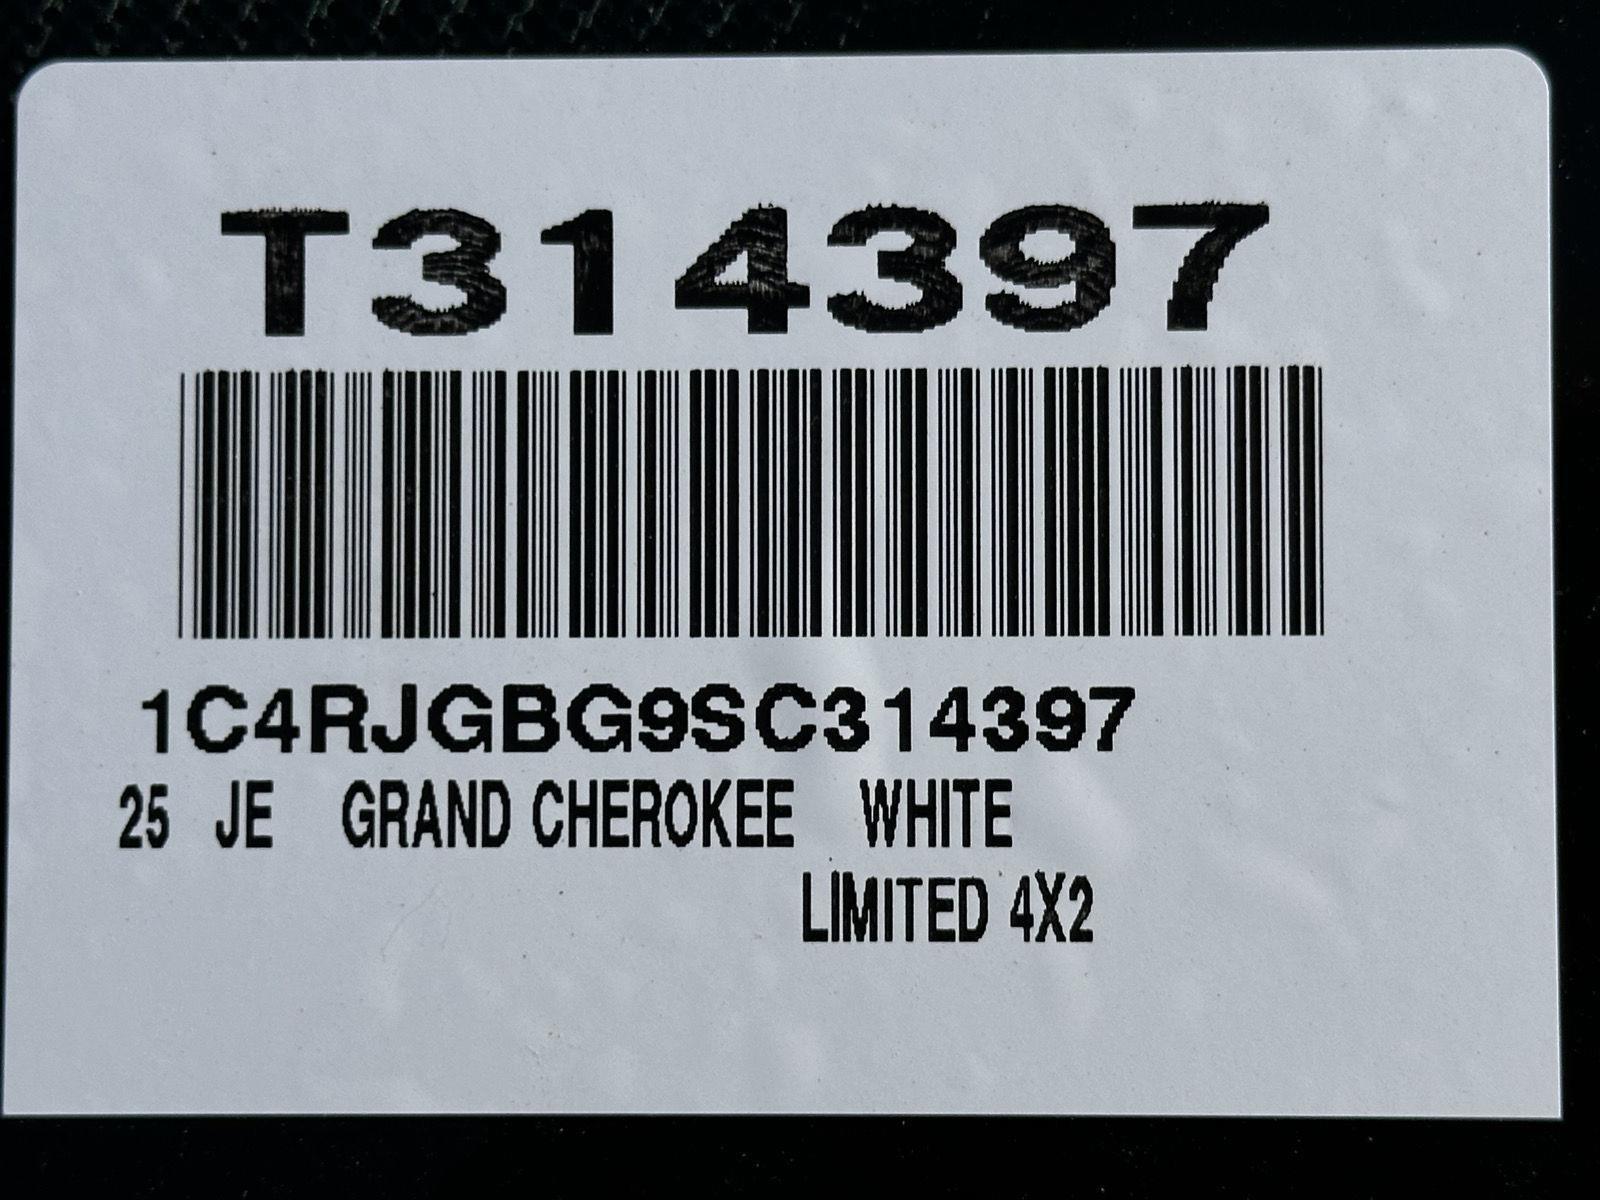 T314397
1C4RJGBG9SC314397
25 JE GRAND CHEROKEE WHITE
LIMITED 4X2